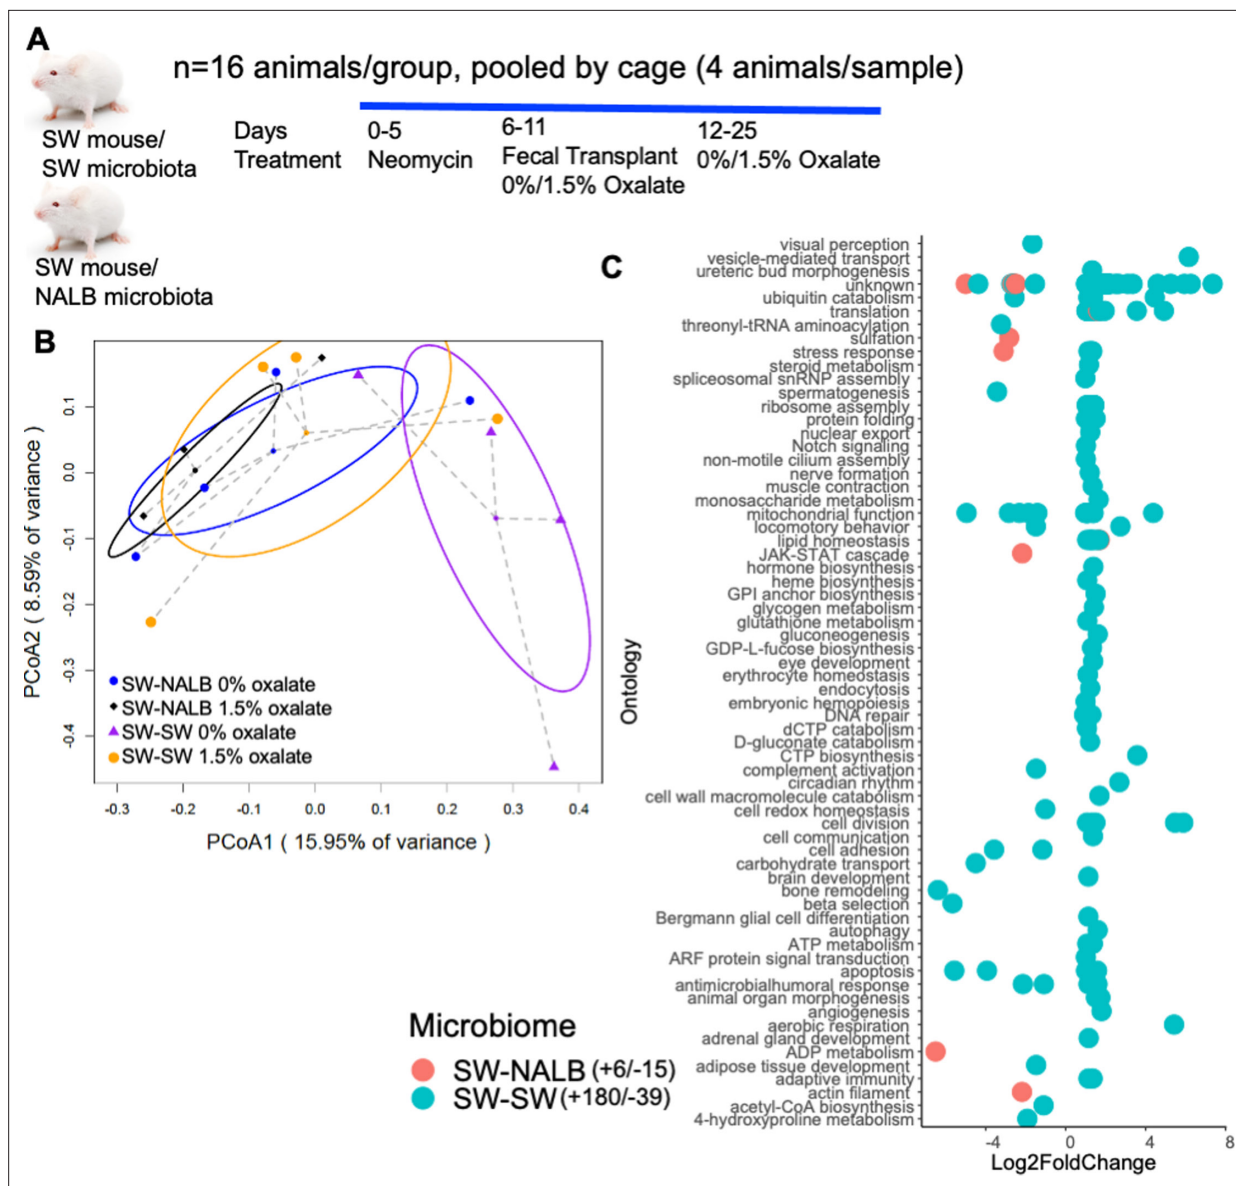 A
n=16 animals/group, pooled by cage (4 animals/sample)
SW mouse/
SW microbiota
Days 0-5 6-11 12-25
Treatment Neomycin Fecal Transplant 0%/1.5% Oxalate
0%/1.5% Oxalate
SW mouse/
NALB microbiota
B
PCoA2 ( 8.59% of variance )
0.1
0.0
-0.1
-0.2
-0.3
-0.4
SW-NALB 0% oxalate
SW-NALB 1.5% oxalate
SW-SW 0% oxalate
SW-SW 1.5% oxalate
-0.3 -0.2 -0.1 0.0 0.1 0.2 0.3 0.4
PCoA1 ( 15.95% of variance )
C
Ontology
visual perception
vesicle-mediated transport
ureteric bud morphogenesis
unknown
ubiquitin catabolism
translation
threonyl-tRNA aminoacylation
sulfation
stress response
steroid metabolism
spliceosomal snRNP assembly
spermatogenesis
ribosome assembly
protein folding
nuclear export
Notch signaling
non-motile cilium assembly
nerve formation
muscle contraction
monosaccharide metabolism
mitochondrial function
locomotory behavior
lipid homeostasis
JAK-STAT cascade
hormone biosynthesis
heme biosynthesis
GPI anchor biosynthesis
glycogen metabolism
glutathione metabolism
gluconeogenesis
GDP-L-fucose biosynthesis
eye development
erythrocyte homeostasis
endocytosis
embryonic hemopoiesis
DNA repair
dCTP catabolism
D-gluconate catabolism
CTP biosynthesis
complement activation
circadian rhythm
cell wall macromolecule catabolism
cell redox homeostasis
cell division
cell communication
cell adhesion
carbohydrate transport
brain development
bone remodeling
beta selection
Bergmann glial cell differentiation
autophagy
ATP metabolism
ARF protein signal transduction
apoptosis
antimicrobialhumoral response
animal organ morphogenesis
angiogenesis
aerobic respiration
adrenal gland development
ADP metabolism
adipose tissue development
adaptive immunity
actin filament
acetyl-CoA biosynthesis
4-hydroxyproline metabolism
-4 0 4 8
Log2FoldChange
Microbiome
SW-NALB (+6/-15)
SW-SW (+180/-39)